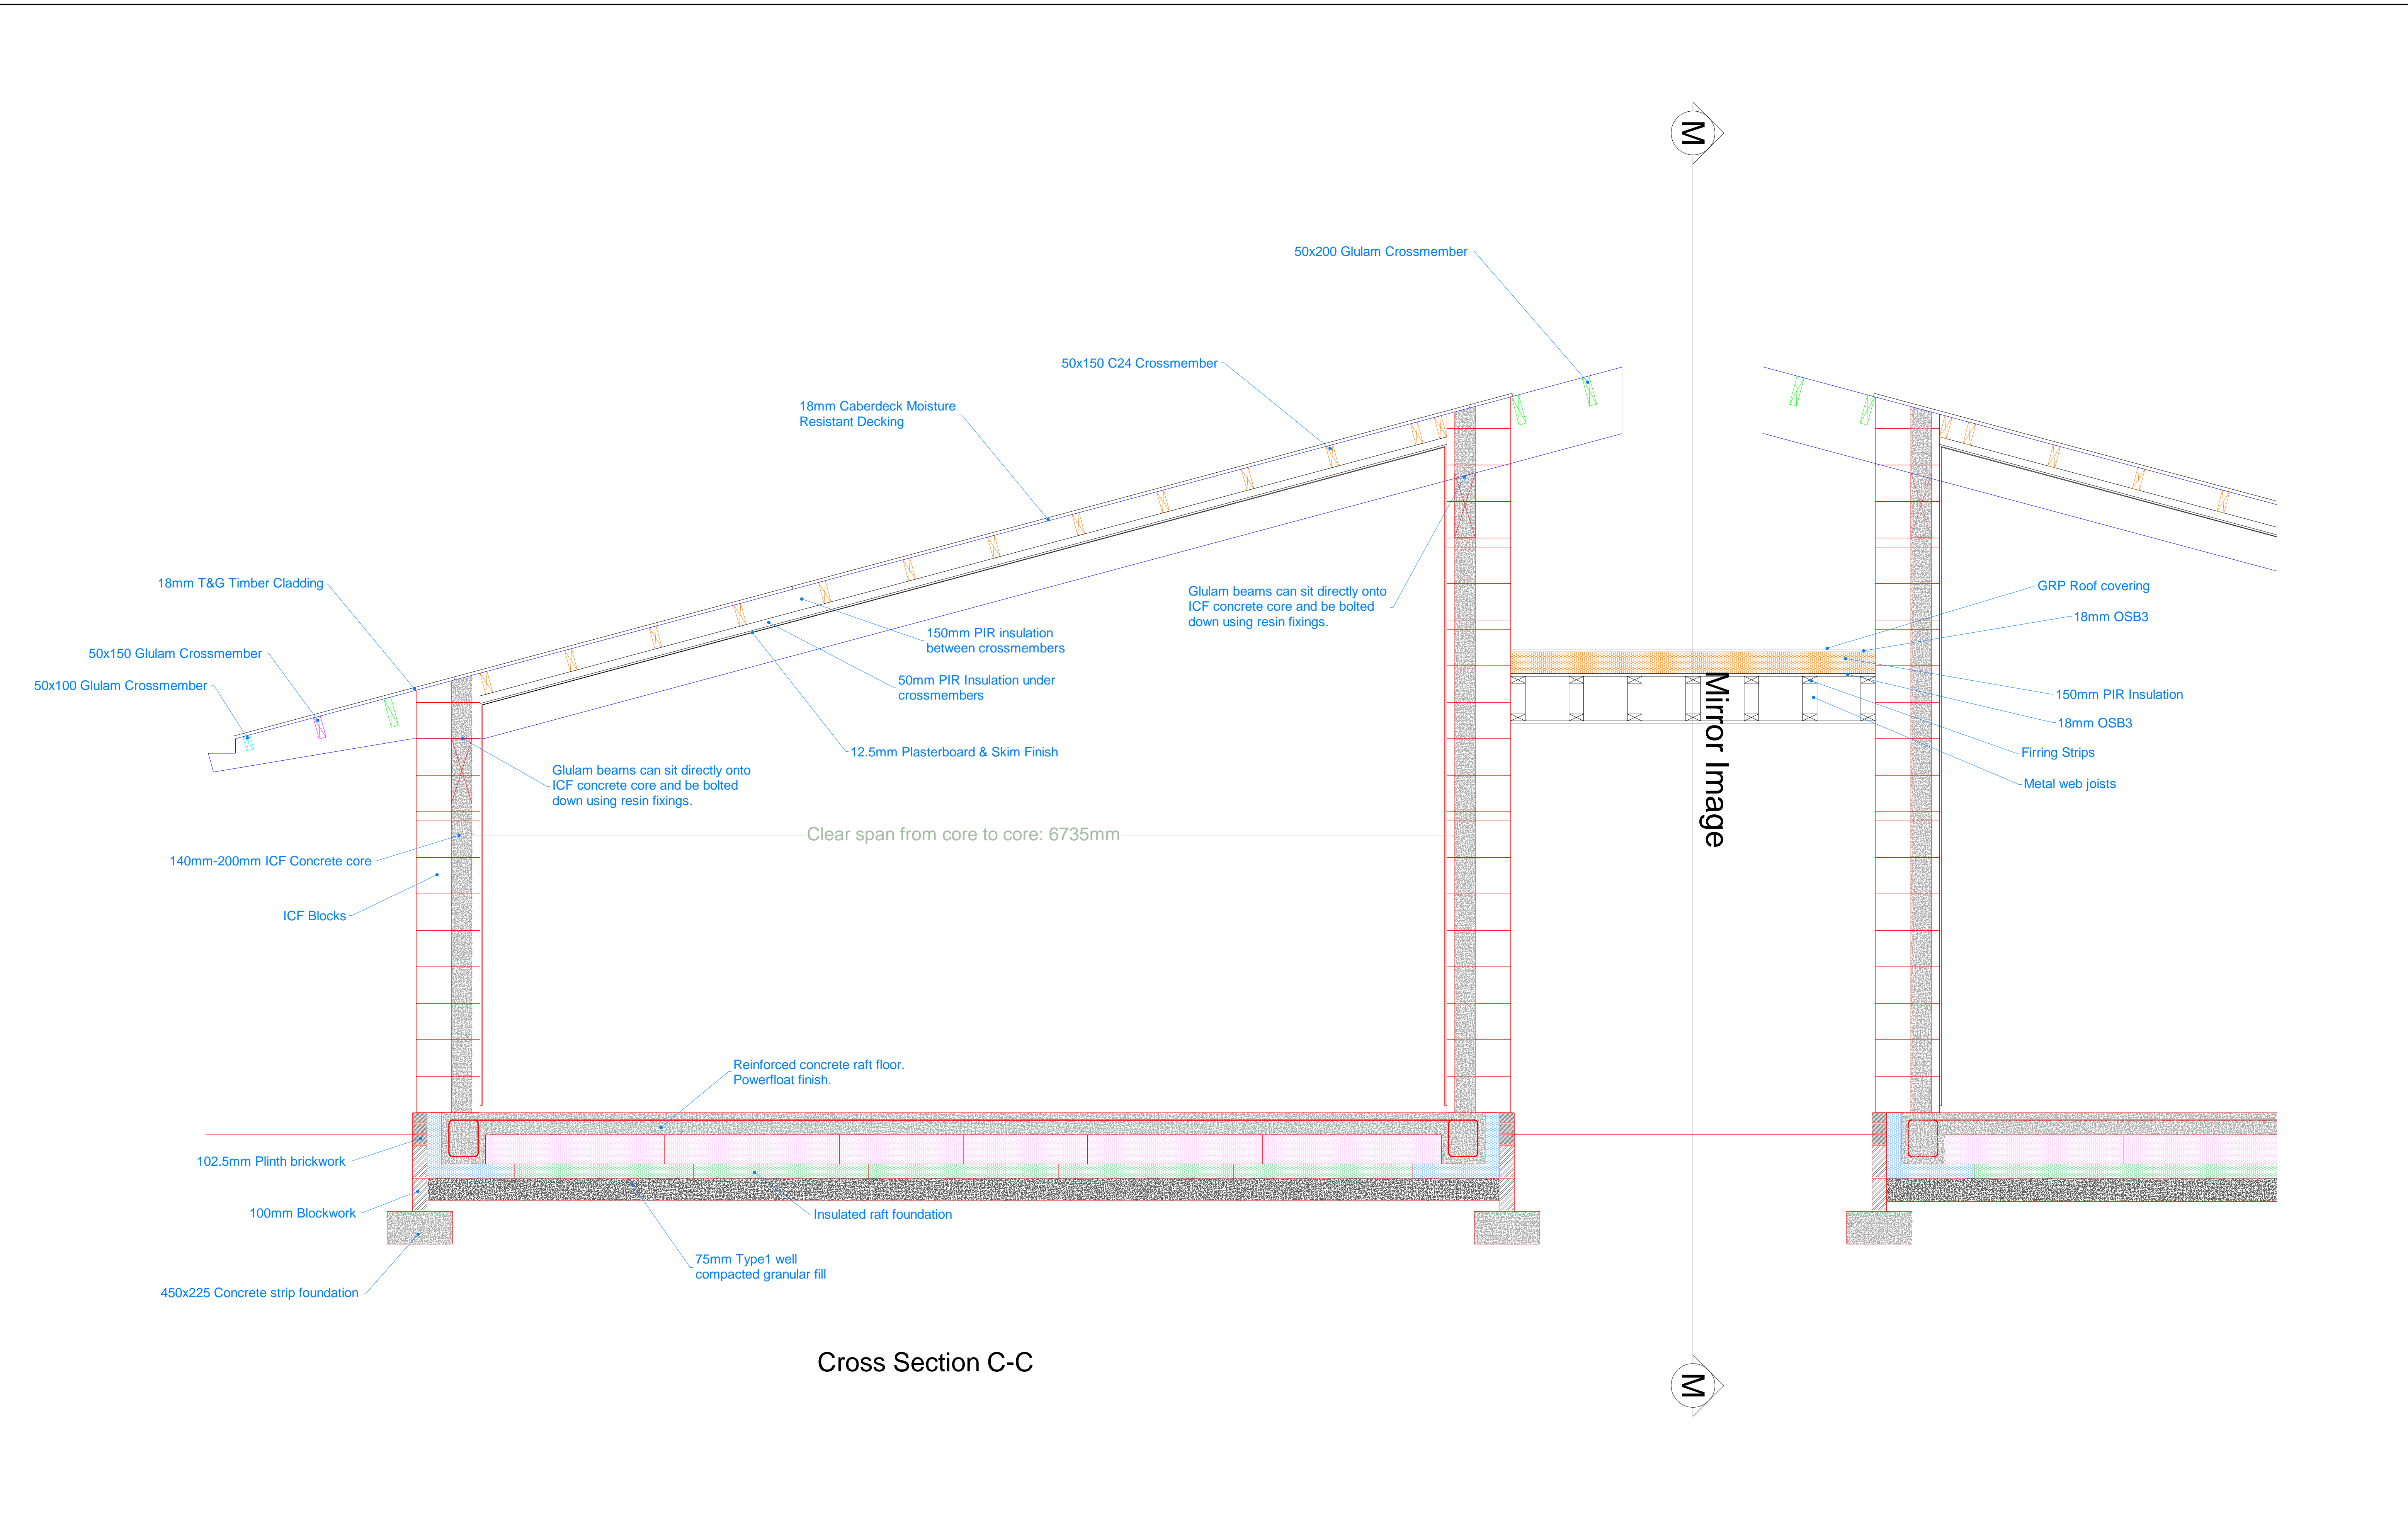 M
50x200 Glulam Crossmember
50x150 C24 Crossmember
18mm Caberdeck Moisture
Resistant Decking
18mm T&G Timber Cladding
50x150 Glulam Crossmember
50x100 Glulam Crossmember
Glulam beams can sit directly onto
ICF concrete core and be bolted
down using resin fixings.
150mm PIR insulation
between crossmembers
50mm PIR Insulation under
crossmembers
12.5mm Plasterboard & Skim Finish
Glulam beams can sit directly onto
ICF concrete core and be bolted
down using resin fixings.
GRP Roof covering
18mm OSB3
150mm PIR Insulation
18mm OSB3
Firring Strips
Metal web joists
Mirror Image
Clear span from core to core: 6735mm
140mm-200mm ICF Concrete core
ICF Blocks
Reinforced concrete raft floor.
Powerfloat finish.
102.5mm Plinth brickwork
100mm Blockwork
Insulated raft foundation
75mm Type1 well
compacted granular fill
450x225 Concrete strip foundation
Cross Section C-C
M